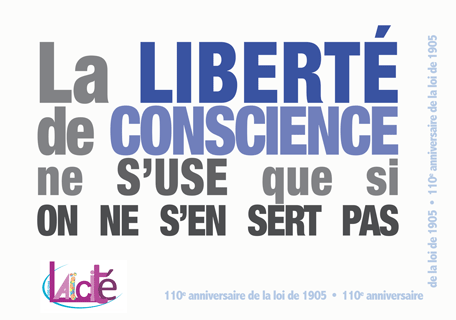 La LIBERTÉ
de CONSCIENCE
ne S'USE que si
ON NE S'EN SERT PAS
Laïcité
110e anniversaire de la loi de 1905 • 110e anniversaire
de la loi de 1905 • 110e anniversaire de la loi de 1905